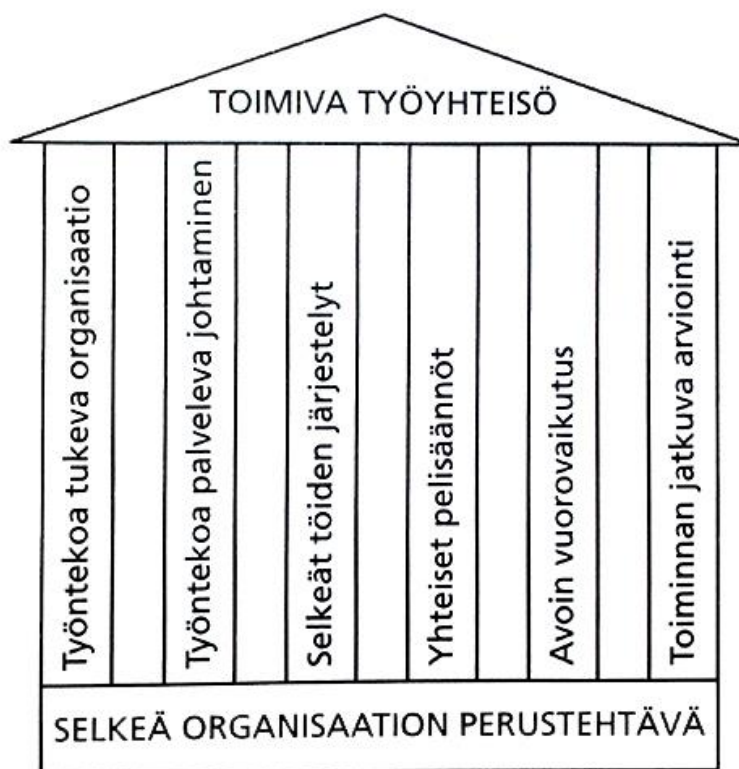 TOIMIVA TYÖYHTEISÖ
Työntekoa tukeva organisaatio
Työntekoa palveleva johtaminen
Selkeät töiden järjestelyt
Yhteiset pelisäännöt
Avoin vuorovaikutus
Toiminnan jatkuva arviointi
SELKEÄ ORGANISAATION PERUSTEHTÄVÄ